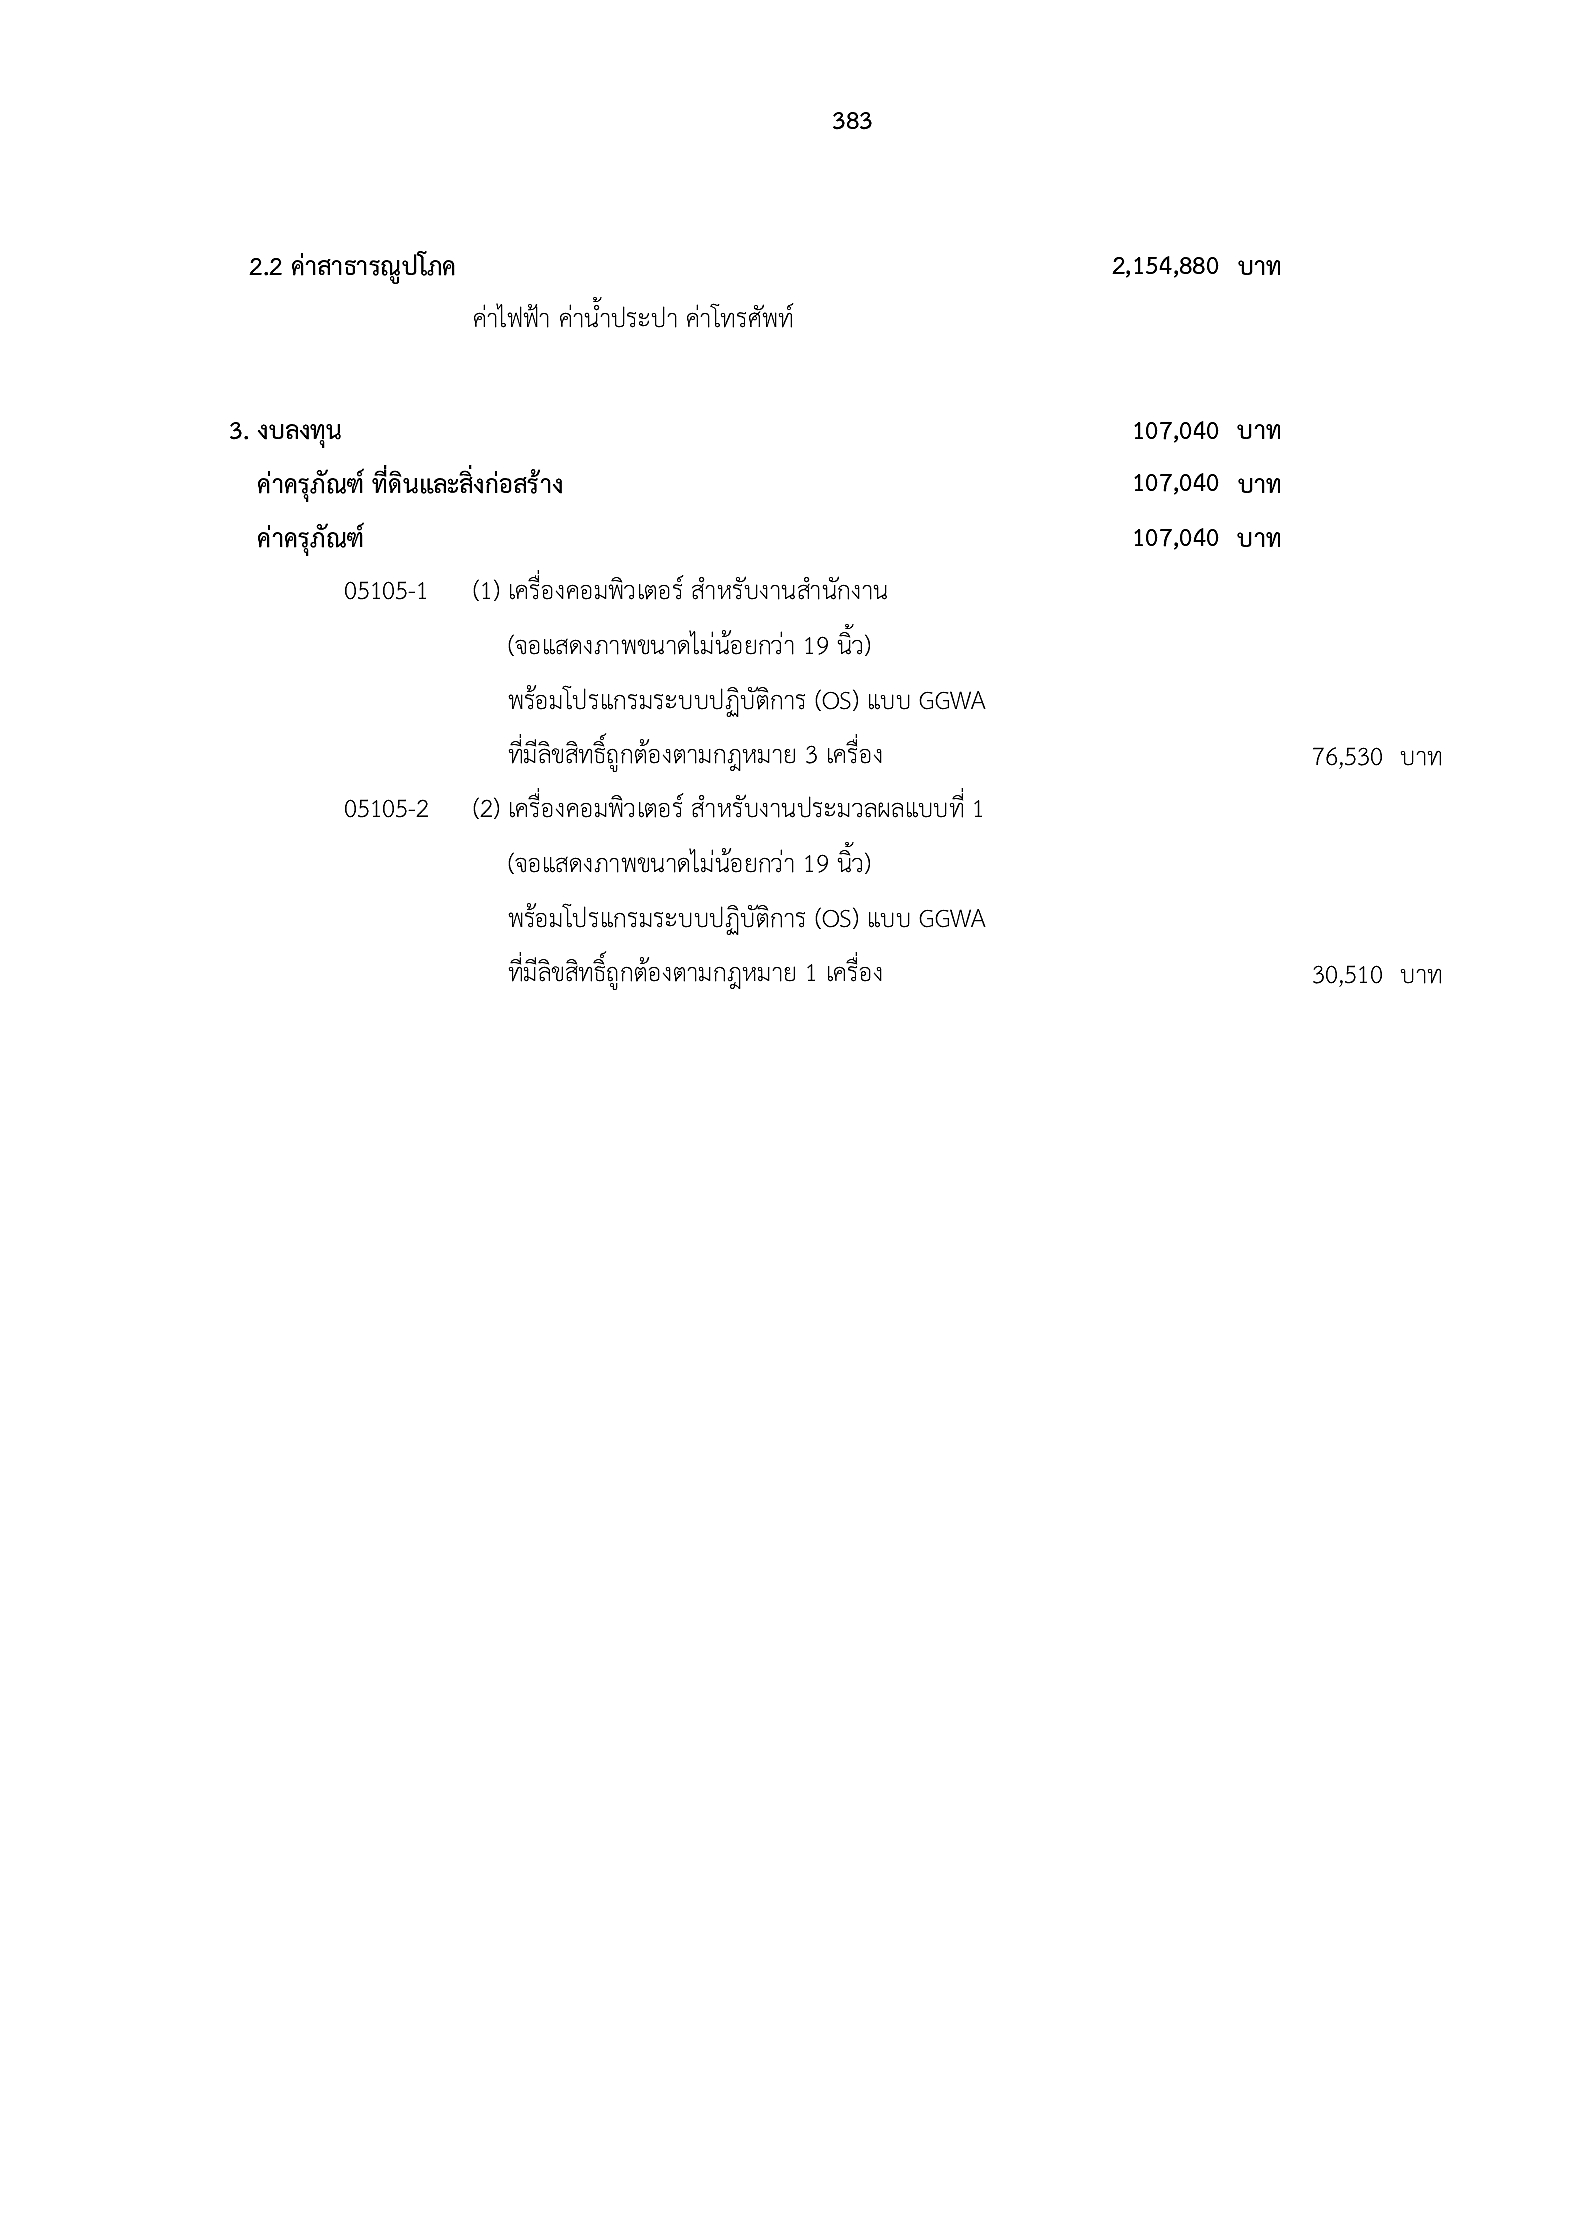 383
2.2 ค่าสาธารณูปโภค 2,154,880 บาท
ค่าไฟฟ้า ค่าน้ำประปา ค่าโทรศัพท์
3. งบลงทุน 107,040 บาท
ค่าครุภัณฑ์ ที่ดินและสิ่งก่อสร้าง 107,040 บาท
ค่าครุภัณฑ์ 107,040 บาท
05105-1 (1) เครื่องคอมพิวเตอร์ สำหรับงานสำนักงาน
(จอแสดงภาพขนาดไม่น้อยกว่า 19 นิ้ว)
พร้อมโปรแกรมระบบปฏิบัติการ (OS) แบบ GGWA
ที่มีลิขสิทธิ์ถูกต้องตามกฎหมาย 3 เครื่อง 76,530 บาท
05105-2 (2) เครื่องคอมพิวเตอร์ สำหรับงานประมวลผลแบบที่ 1
(จอแสดงภาพขนาดไม่น้อยกว่า 19 นิ้ว)
พร้อมโปรแกรมระบบปฏิบัติการ (OS) แบบ GGWA
ที่มีลิขสิทธิ์ถูกต้องตามกฎหมาย 1 เครื่อง 30,510 บาท